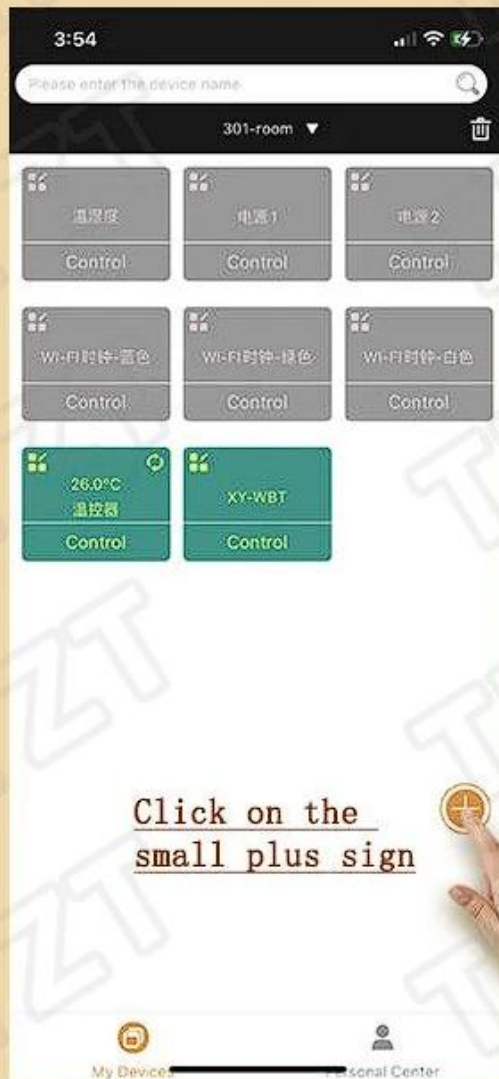 3:54
Please enter the device name
301-room ▼
温湿度
电源1
电源2
Control
Control
Control
WI-FI时钟-蓝色
WI-FI时钟-绿色
WI-FI时钟-白色
Control
Control
Control
26.0°C
温控器
XY-WBT
Control
Control
Click on the
small plus sign
My Devices
Personal Center